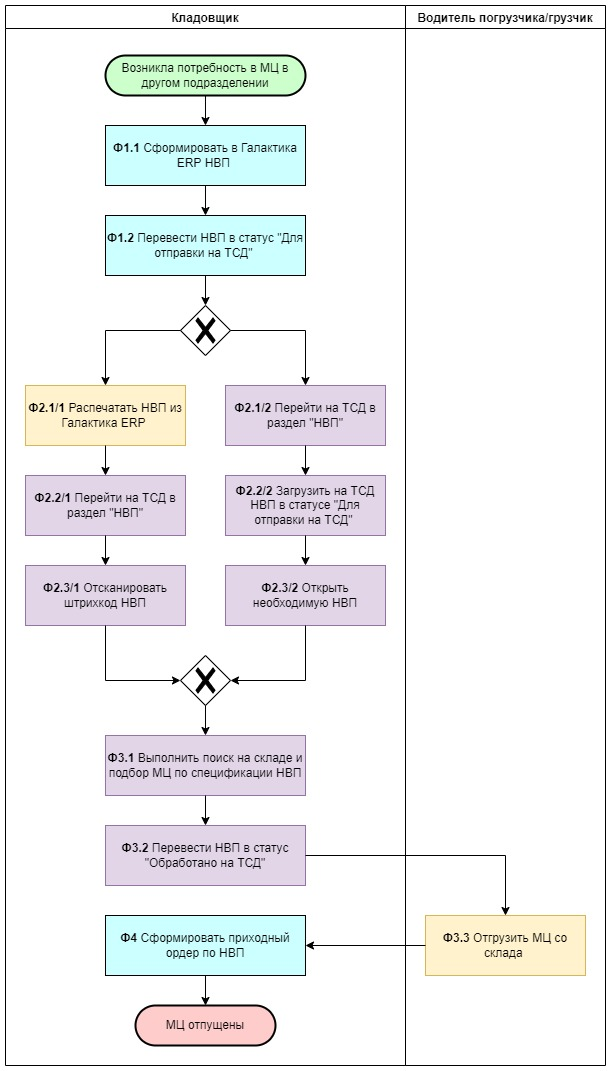 Кладовщик
Водитель погрузчика/грузчик
Возникла потребность в МЦ в
другом подразделении
Ф1.1 Сформировать в Галактика
ERP НВП
Ф1.2 Перевести НВП в статус "Для
отправки на ТСД"
Ф2.1/1 Распечатать НВП из
Галактика ERP
Ф2.1/2 Перейти на ТСД в
раздел "НВП"
Ф2.2/1 Перейти на ТСД в
раздел "НВП"
Ф2.2/2 Загрузить на ТСД
НВП в статусе "Для
отправки на ТСД"
Ф2.3/1 Отсканировать
штрихкод НВП
Ф2.3/2 Открыть
необходимую НВП
Ф3.1 Выполнить поиск на складе и
подбор МЦ по спецификации НВП
Ф3.2 Перевести НВП в статус
"Обработано на ТСД"
Ф4 Сформировать приходный
ордер по НВП
Ф3.3 Отгрузить МЦ со
склада
МЦ отпущены